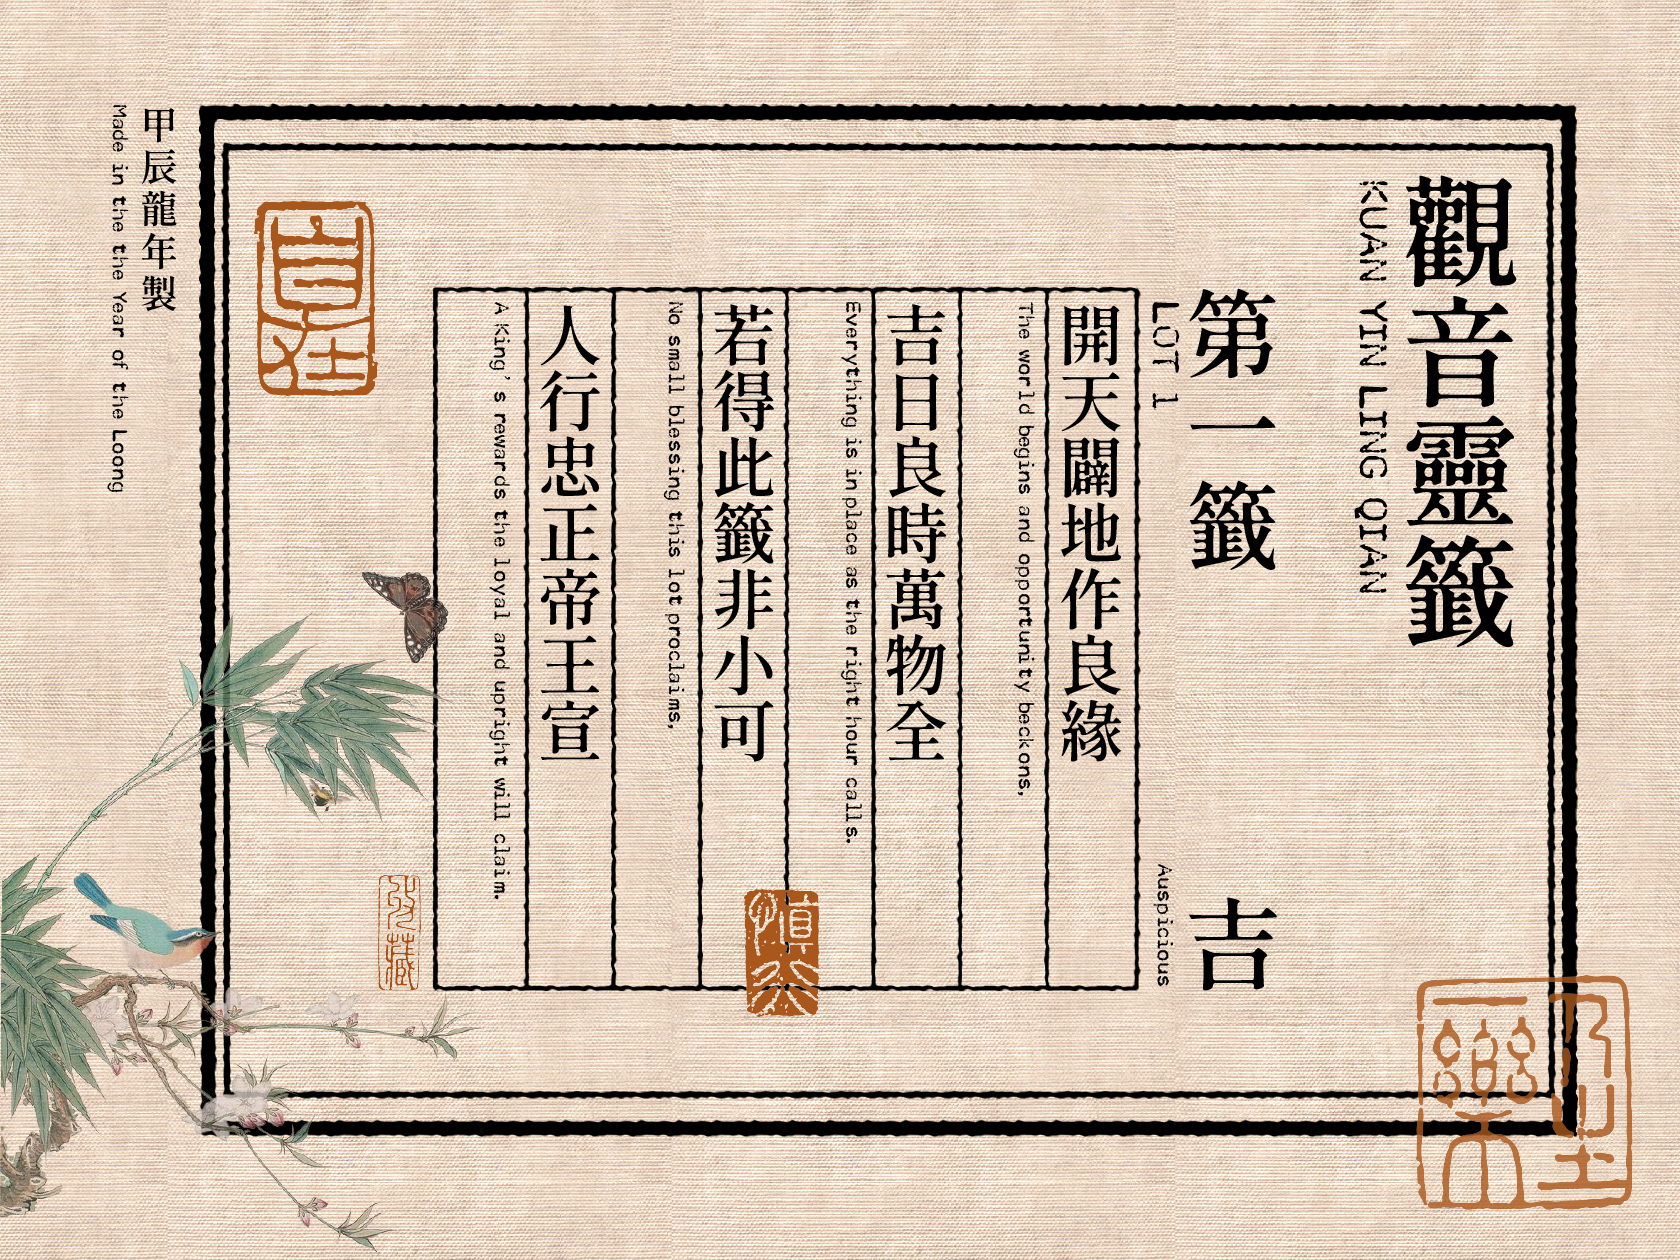 觀音靈籤
KUAN YIN LING QIAN
第一籤 吉
LOT 1 Auspicious
開天闢地作良緣
The world begins and opportunity beckons,
吉日良時萬物全
Everything is in place as the right hour calls.
若得此籤非小可
No small blessing this lot proclaims,
人行忠正帝王宣
A King's rewards the loyal and upright will claim.
自在
甲辰龍年製
Made in the the Year of the Loong